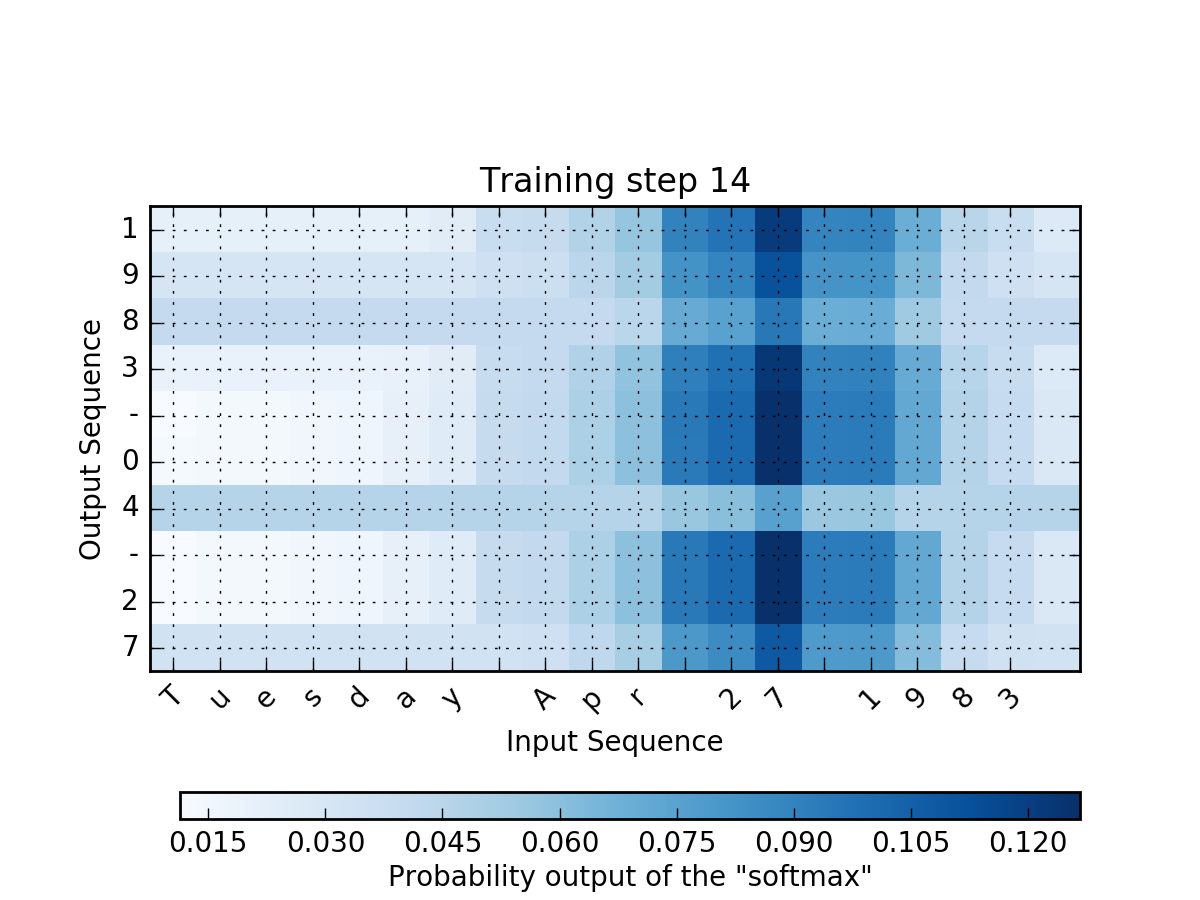 Training step 14
Output Sequence
1
9
8
3
-
0
4
-
2
7
T u e s d a y A p r 2 7 1 9 8 3
Input Sequence
0.015 0.030 0.045 0.060 0.075 0.090 0.105 0.120
Probability output of the "softmax"